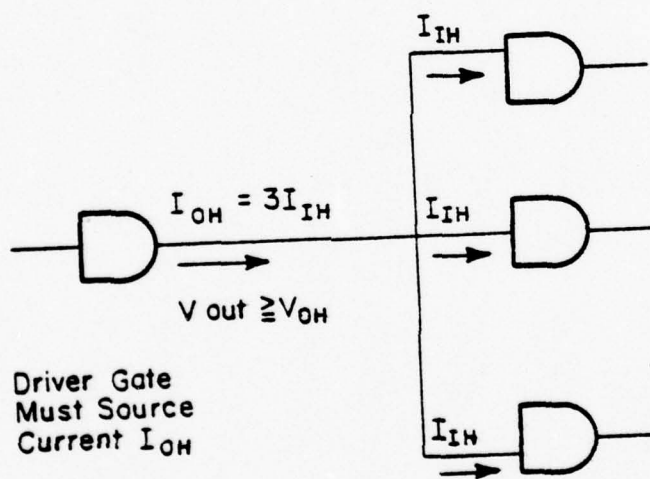 I_IH
I_OH = 3I_IH
I_IH
V out ≧ V_OH
Driver Gate
Must Source
Current I_OH
I_IH